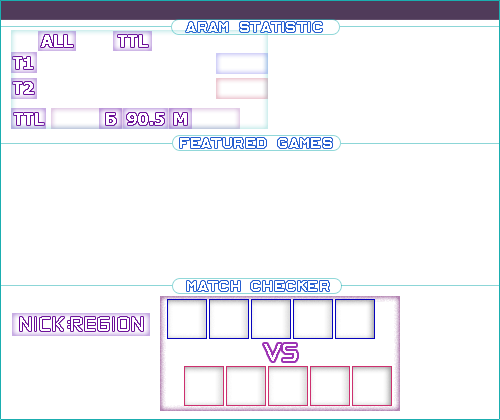 ARAM STATISTIC
ALL TTL
T1
T2
TTL Б 90.5 М
FEATURED GAMES
MATCH CHECKER
NICK:REGION
VS